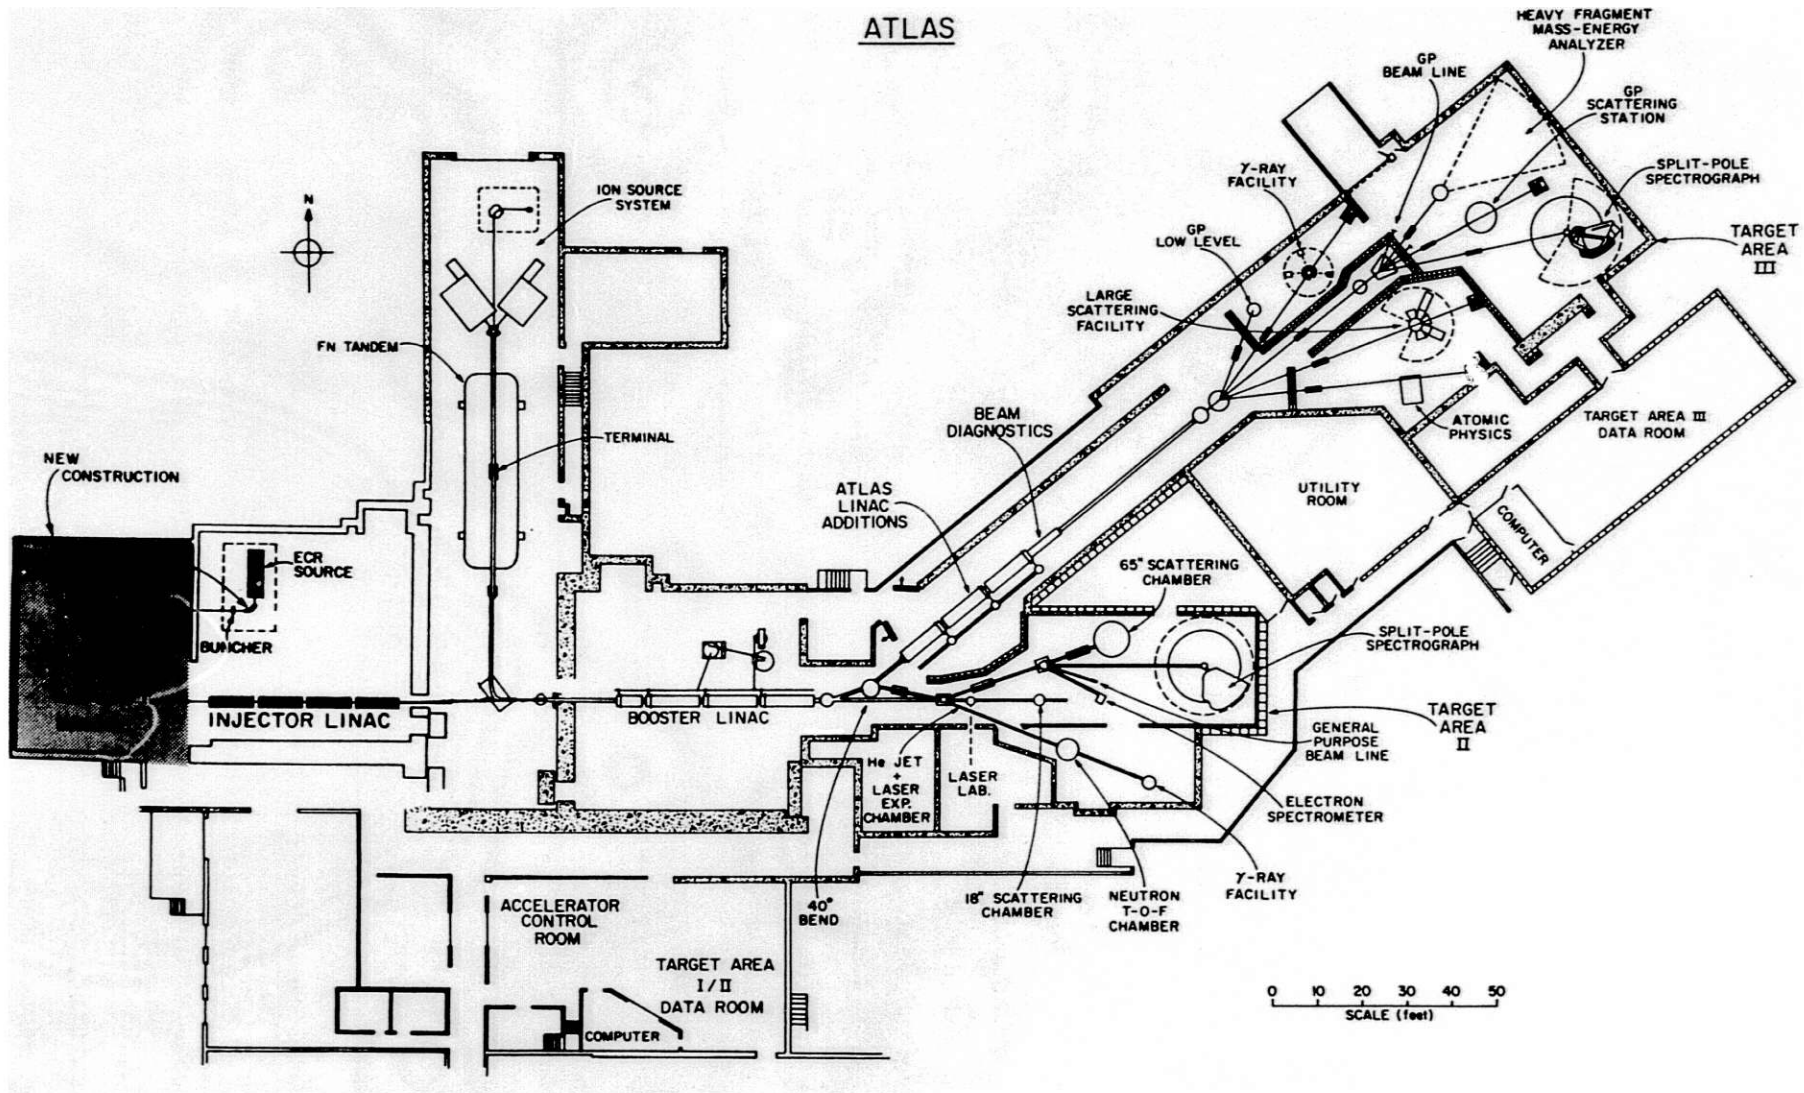 ATLAS
HEAVY FRAGMENT
MASS-ENERGY
ANALYZER
GP
BEAM LINE
GP
SCATTERING
STATION
γ-RAY
FACILITY
SPLIT-POLE
SPECTROGRAPH
N
ION SOURCE
SYSTEM
GP
LOW LEVEL
TARGET
AREA
III
LARGE
SCATTERING
FACILITY
FN TANDEM
BEAM
DIAGNOSTICS
TERMINAL
ATOMIC
PHYSICS
TARGET AREA III
DATA ROOM
NEW
CONSTRUCTION
ATLAS
LINAC
ADDITIONS
UTILITY
ROOM
COMPUTER
ECR
SOURCE
65" SCATTERING
CHAMBER
BUNCHER
SPLIT-POLE
SPECTROGRAPH
INJECTOR LINAC
BOOSTER LINAC
TARGET
AREA
II
GENERAL
PURPOSE
BEAM LINE
He JET
+
LASER
EXP.
CHAMBER
LASER
LAB.
ELECTRON
SPECTROMETER
γ-RAY
FACILITY
40°
BEND
18" SCATTERING
CHAMBER
NEUTRON
T-O-F
CHAMBER
ACCELERATOR
CONTROL
ROOM
TARGET AREA
I/II
DATA ROOM
COMPUTER
0 10 20 30 40 50
SCALE (feet)